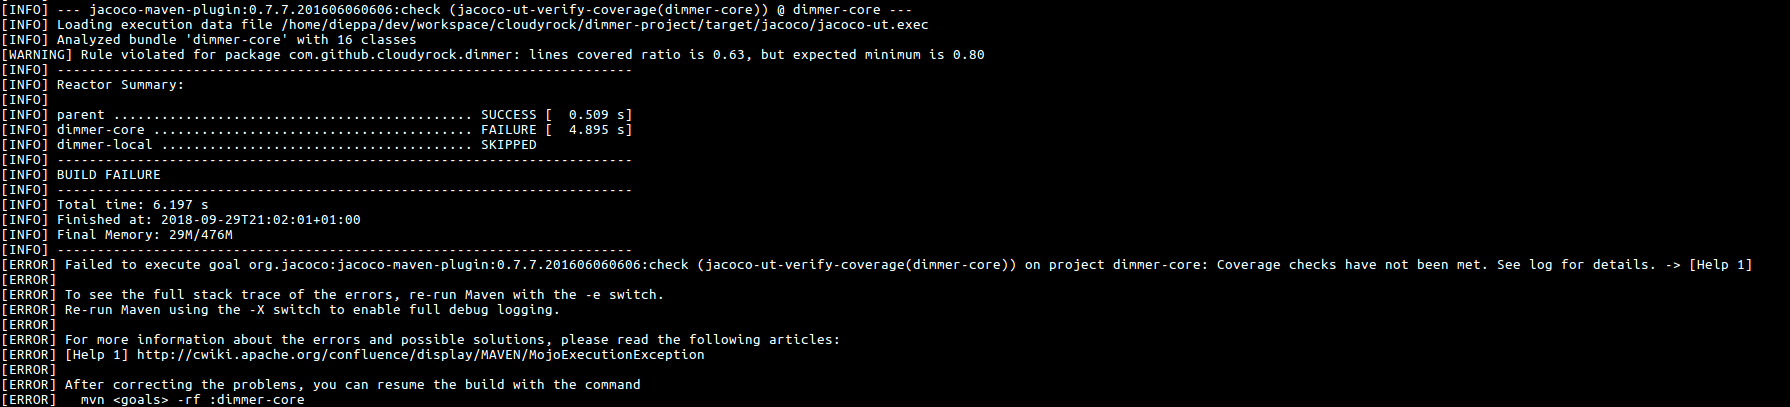 [INFO] --- jacoco-maven-plugin:0.7.7.201606060606:check (jacoco-ut-verify-coverage(dimmer-core)) @ dimmer-core ---
[INFO] Loading execution data file /home/dieppa/dev/workspace/cloudyrock/dimmer-project/target/jacoco/jacoco-ut.exec
[INFO] Analyzed bundle 'dimmer-core' with 16 classes
[WARNING] Rule violated for package com.github.cloudyrock.dimmer: lines covered ratio is 0.63, but expected minimum is 0.80
[INFO] ------------------------------------------------------------------------
[INFO] Reactor Summary:
[INFO]
[INFO] parent ............................................. SUCCESS [  0.509 s]
[INFO] dimmer-core ........................................ FAILURE [  4.895 s]
[INFO] dimmer-local ....................................... SKIPPED
[INFO] ------------------------------------------------------------------------
[INFO] BUILD FAILURE
[INFO] ------------------------------------------------------------------------
[INFO] Total time: 6.197 s
[INFO] Finished at: 2018-09-29T21:02:01+01:00
[INFO] Final Memory: 29M/476M
[INFO] ------------------------------------------------------------------------
[ERROR] Failed to execute goal org.jacoco:jacoco-maven-plugin:0.7.7.201606060606:check (jacoco-ut-verify-coverage(dimmer-core)) on project dimmer-core: Coverage checks have not been met. See log for details. -> [Help 1]
[ERROR]
[ERROR] To see the full stack trace of the errors, re-run Maven with the -e switch.
[ERROR] Re-run Maven using the -X switch to enable full debug logging.
[ERROR]
[ERROR] For more information about the errors and possible solutions, please read the following articles:
[ERROR] [Help 1] http://cwiki.apache.org/confluence/display/MAVEN/MojoExecutionException
[ERROR]
[ERROR] After correcting the problems, you can resume the build with the command
[ERROR]   mvn <goals> -rf :dimmer-core